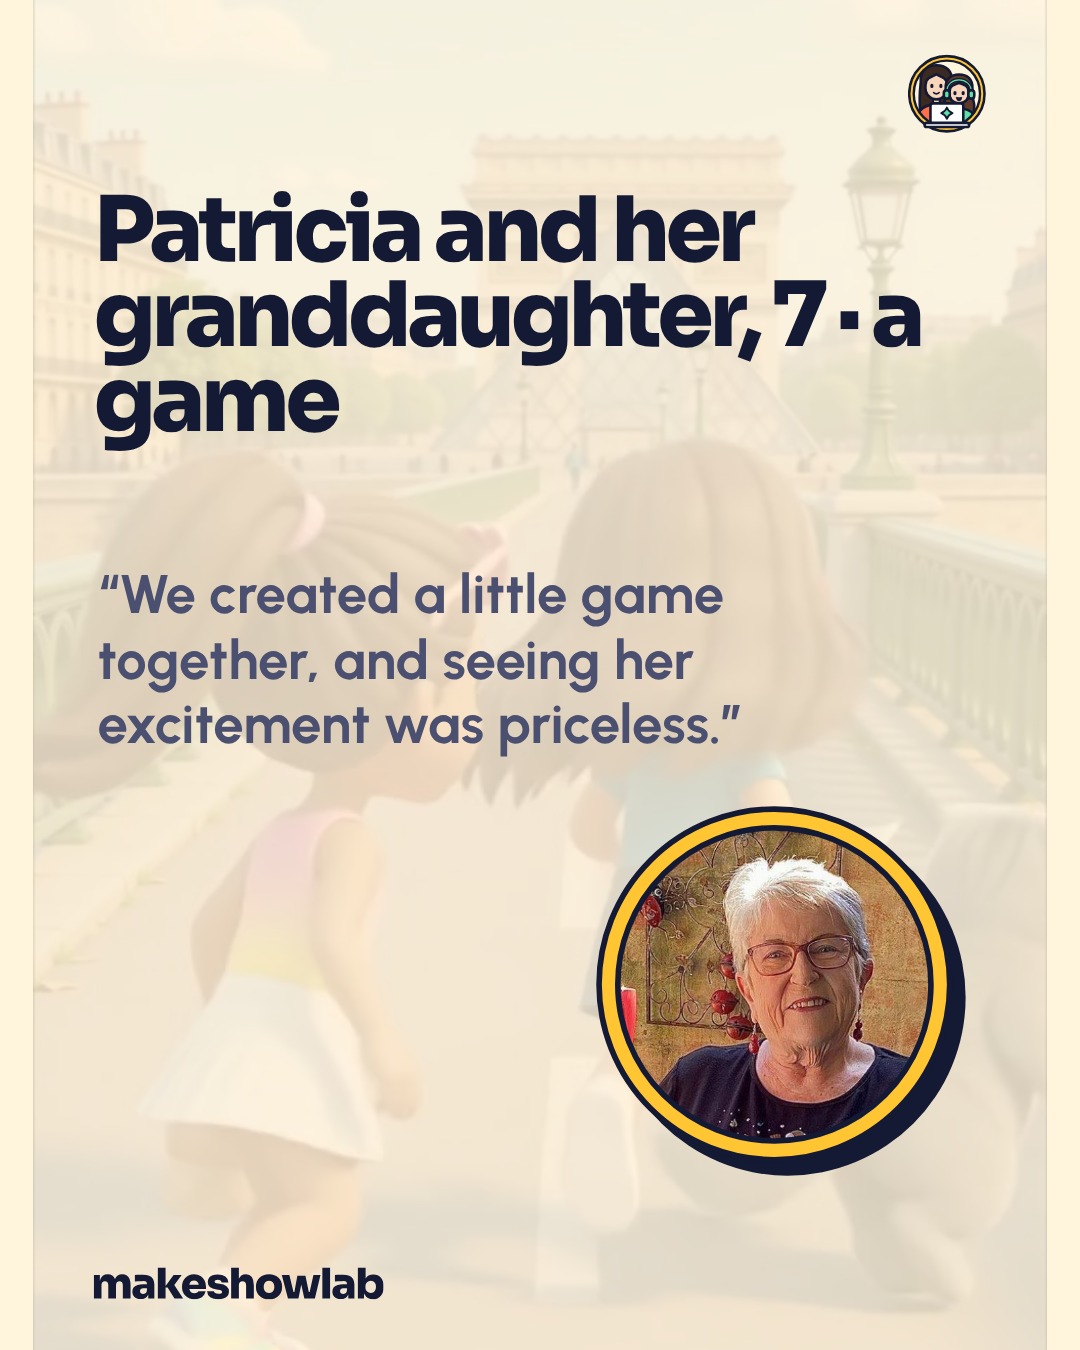 Patricia and her
granddaughter, 7 · a
game
“We created a little game
together, and seeing her
excitement was priceless.”
makeshowlab